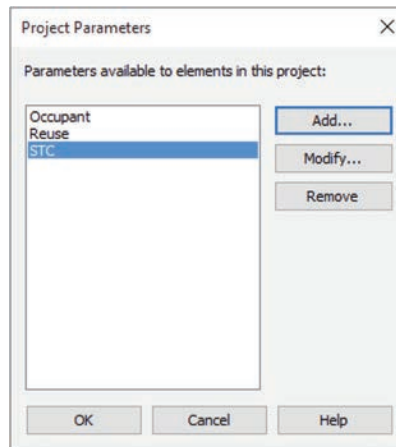 Project Parameters
Parameters available to elements in this project:
Occupant
Reuse
STC
Add...
Modify...
Remove
OK
Cancel
Help